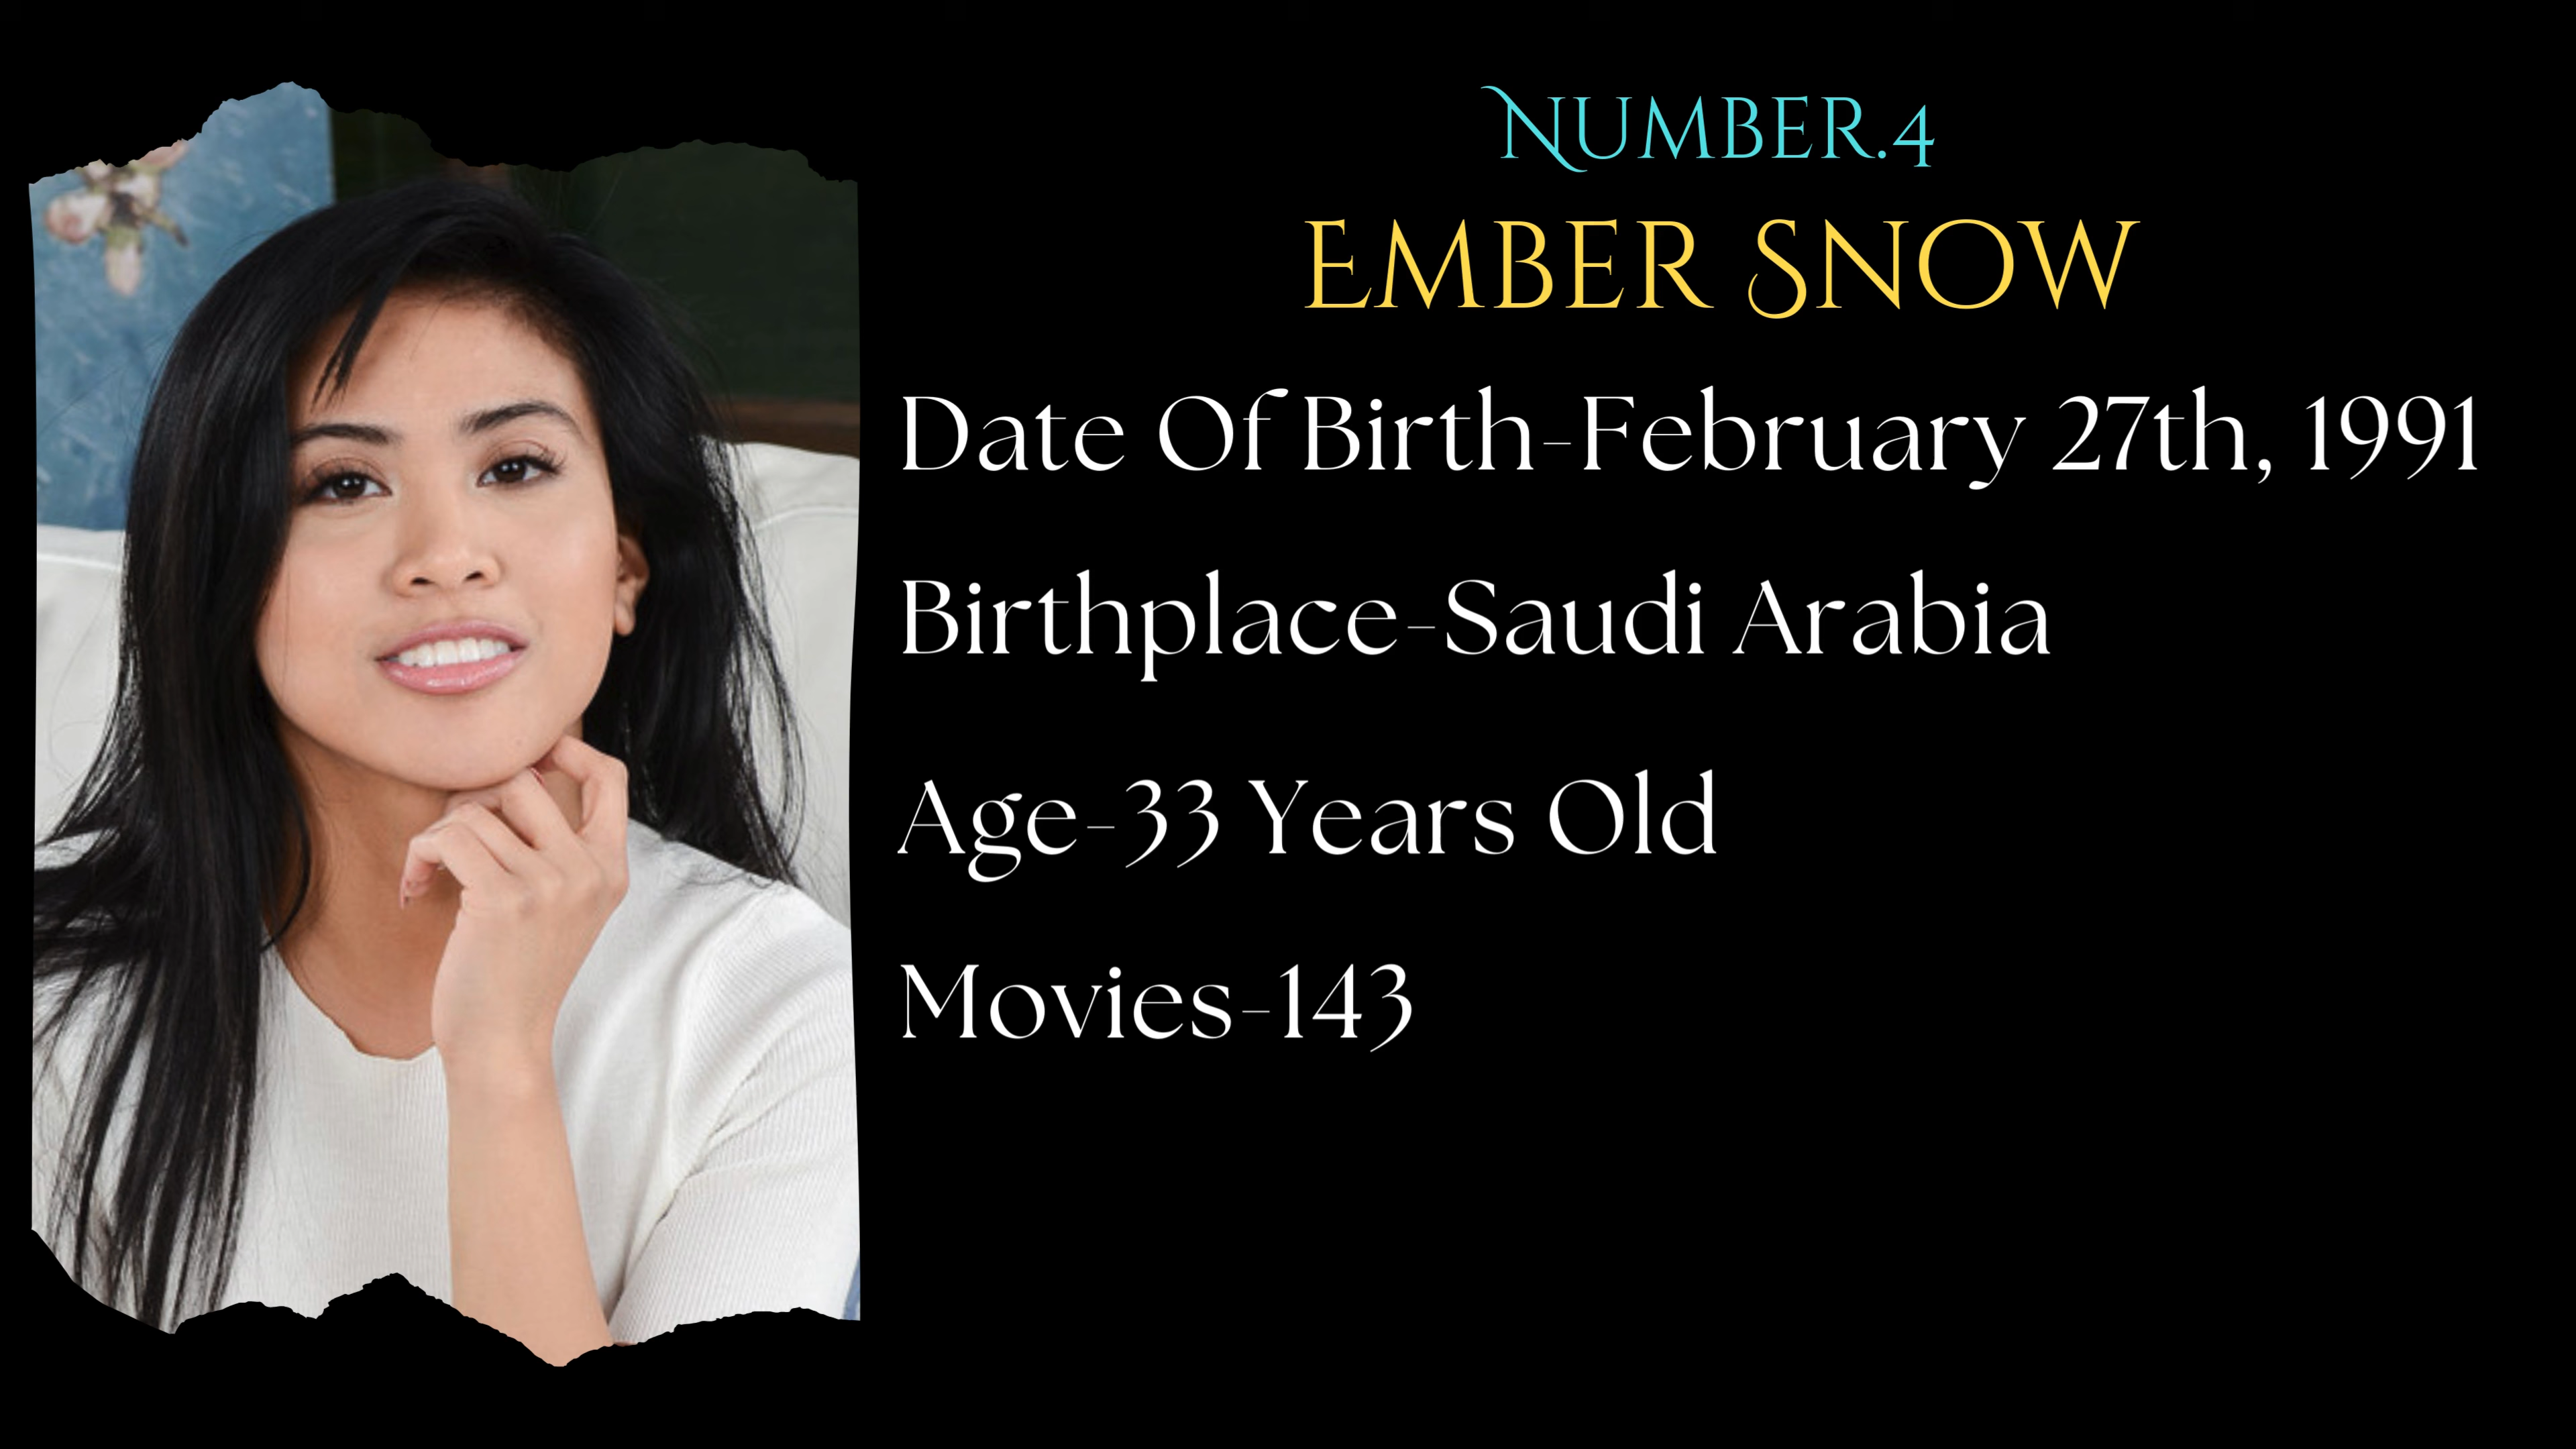 Number.4
Ember Snow
Date Of Birth-February 27th, 1991
Birthplace-Saudi Arabia
Age-33 Years Old
Movies-143